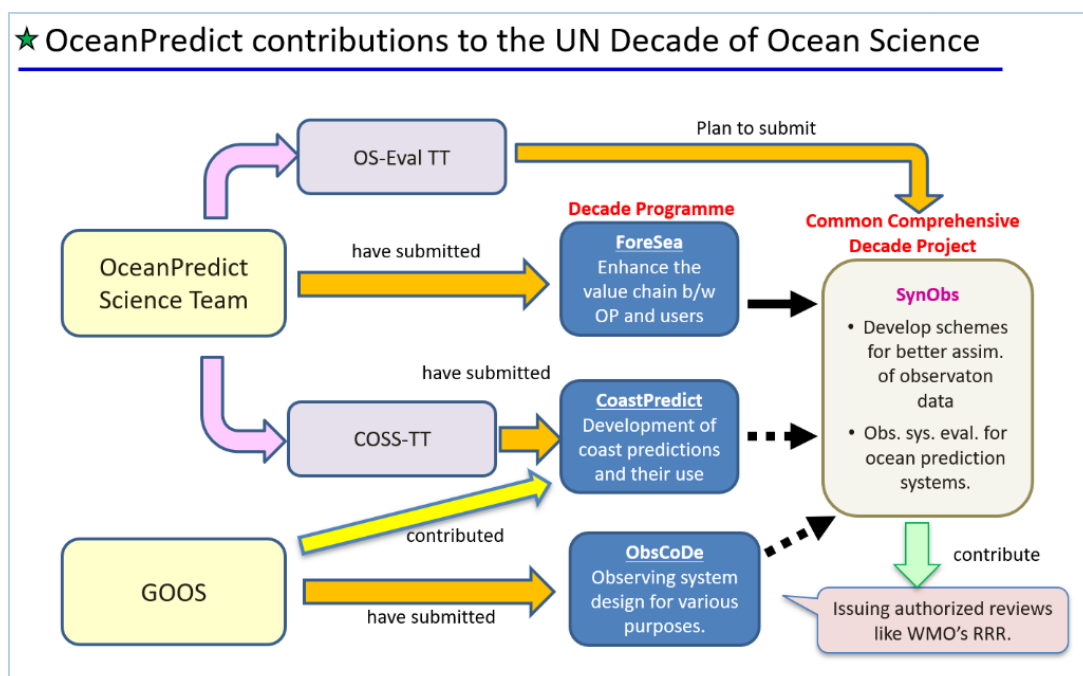 OceanPredict contributions to the UN Decade of Ocean Science
OS-Eval TT
Plan to submit
OceanPredict
Science Team
have submitted
Decade Programme
ForeSea
Enhance the
value chain b/w
OP and users
Common Comprehensive
Decade Project
SynObs
• Develop schemes
for better assim.
of observaton
data
• Obs. sys. eval. for
ocean prediction
systems.
have submitted
COSS-TT
CoastPredict
Development of
coast predictions
and their use
contributed
GOOS
have submitted
ObsCoDe
Observing system
design for various
purposes.
contribute
Issuing authorized reviews
like WMO's RRR.